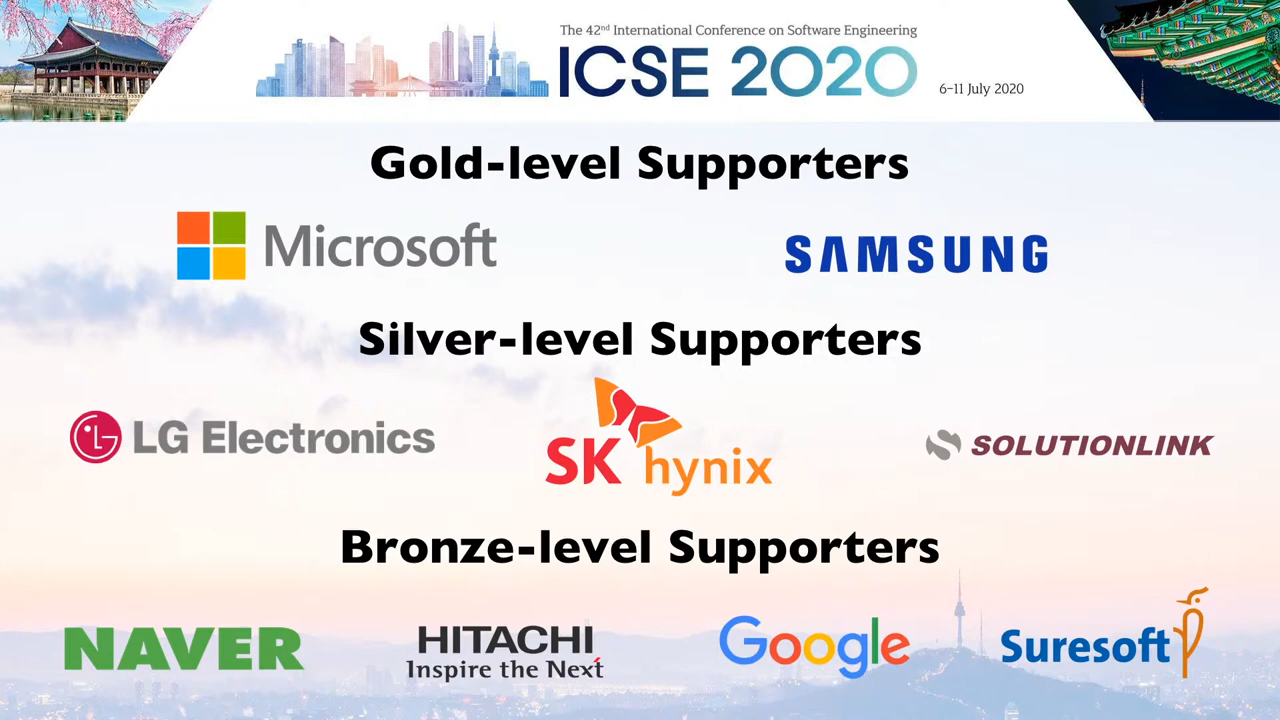 The 42nd International Conference on Software Engineering
ICSE 2020
6-11 July 2020
Gold-level Supporters
Microsoft
SAMSUNG
Silver-level Supporters
LG Electronics
SK hynix
SOLUTIONLINK
Bronze-level Supporters
NAVER
HITACHI
Inspire the Next
Google
Suresoft